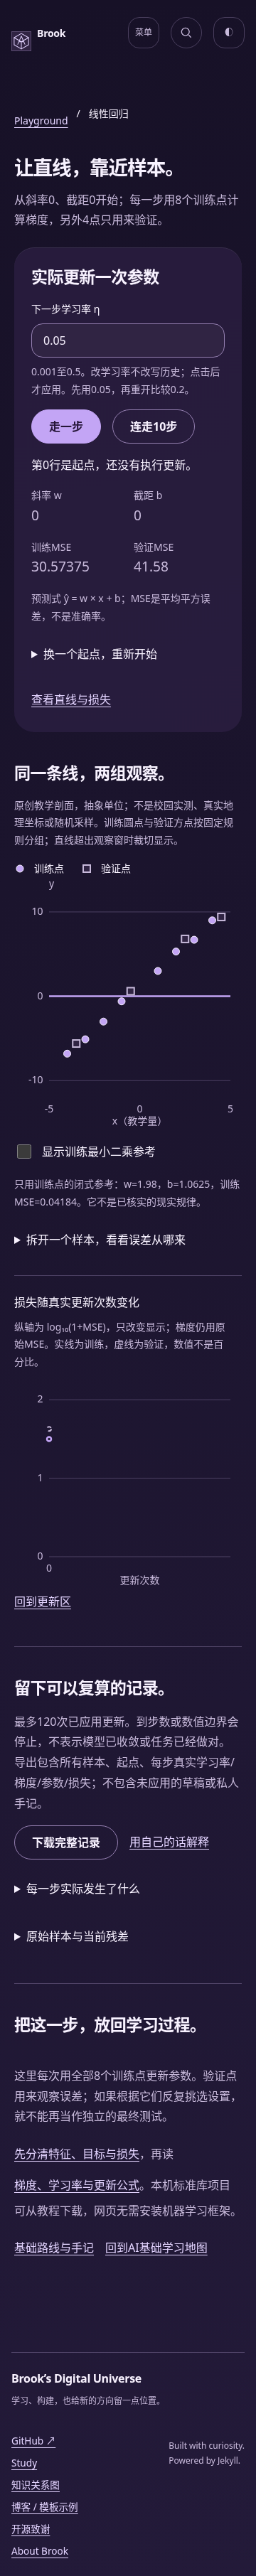 Brook
菜单
Playground / 线性回归
让直线，靠近样本。
从斜率0、截距0开始；每一步用8个训练点计
算梯度，另外4点只用来验证。
实际更新一次参数
下一步学习率 η
0.05
0.001至0.5。改学习率不改写历史；点击后
才应用。先用0.05，再重开比较0.2。
走一步
连走10步
第0行是起点，还没有执行更新。
斜率 w
截距 b
0
0
训练MSE
验证MSE
30.57375
41.58
预测式 ŷ = w × x + b；MSE是平均平方误
差，不是准确率。
▶ 换一个起点，重新开始
查看直线与损失
同一条线，两组观察。
原创教学剖面，抽象单位；不是校园实测、真实地
理坐标或随机采样。训练圆点与验证方点按固定规
则分组；直线超出观察窗时裁切显示。
训练点 验证点
y
10
0
-10
-5 0 5
x（教学量）
显示训练最小二乘参考
只用训练点的闭式参考：w=1.98，b=1.0625，训练
MSE=0.04184。它不是已核实的现实规律。
▶ 拆开一个样本，看看误差从哪来
损失随真实更新次数变化
纵轴为 log₁₀(1+MSE)，只改变显示；梯度仍用原
始MSE。实线为训练，虚线为验证，数值不是百
分比。
2
1
0
0
更新次数
回到更新区
留下可以复算的记录。
最多120次已应用更新。到步数或数值边界会
停止，不表示模型已收敛或任务已经做对。
导出包含所有样本、起点、每步真实学习率/
梯度/参数/损失；不包含未应用的草稿或私人
手记。
下载完整记录
用自己的话解释
▶ 每一步实际发生了什么
▶ 原始样本与当前残差
把这一步，放回学习过程。
这里每次用全部8个训练点更新参数。验证点
用来观察误差；如果根据它们反复挑选设置，
就不能再当作独立的最终测试。
先分清特征、目标与损失，再读
梯度、学习率与更新公式。本机标准库项目
可从教程下载，网页无需安装机器学习框架。
基础路线与手记 回到AI基础学习地图
Brook’s Digital Universe
学习、构建，也给新的方向留一点位置。
GitHub ↗
Study
知识关系图
博客 / 模板示例
开源致谢
About Brook
Built with curiosity.
Powered by Jekyll.